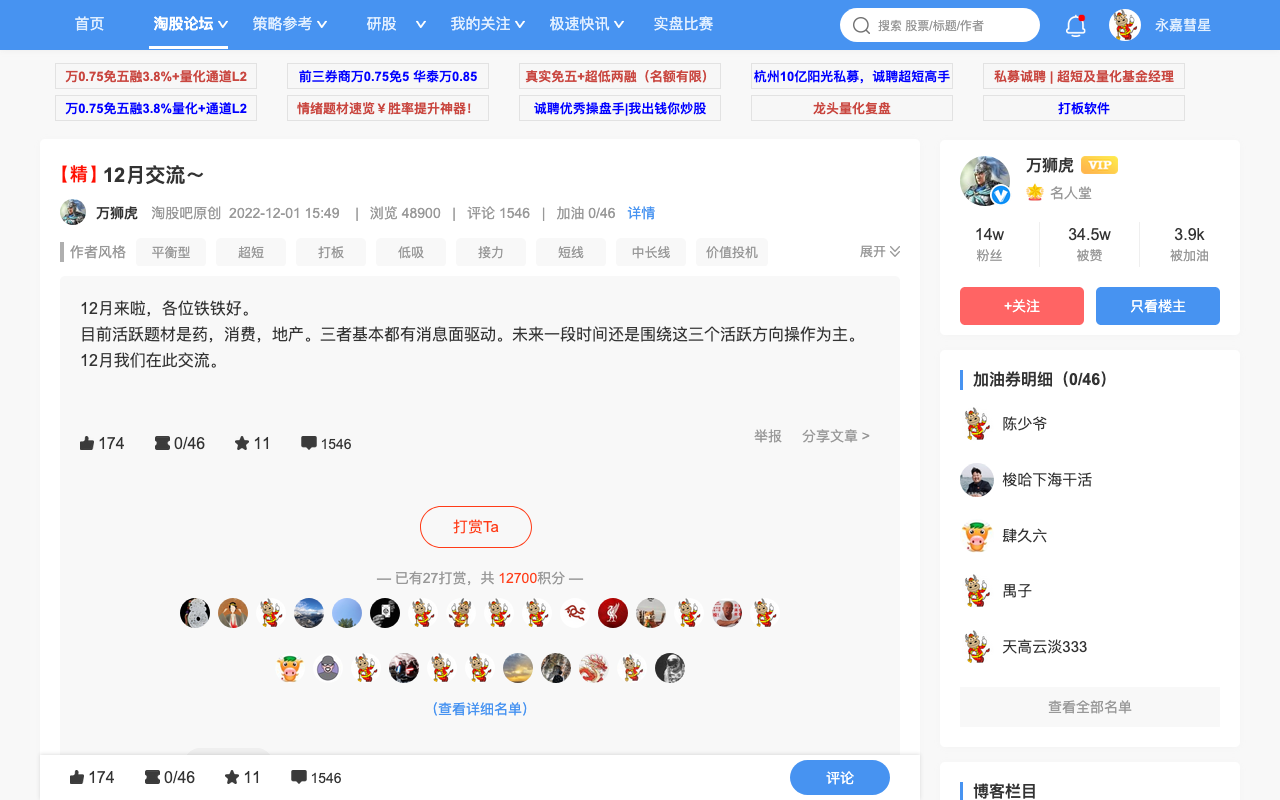 首页 淘股论坛 策略参考 研股 我的关注 极速快讯 实盘比赛 搜索 股票/标题/作者 永嘉彗星
万0.75免五融3.8%+量化通道L2 前三券商万0.75免5 华泰万0.85 真实免五+超低两融（名额有限） 杭州10亿阳光私募，诚聘超短高手 私募诚聘 | 超短及量化基金经理
万0.75免五融3.8%量化+通道L2 情绪题材速览￥胜率提升神器！ 诚聘优秀操盘手|我出钱你炒股 龙头量化复盘 打板软件
【精】12月交流～
万狮虎 淘股吧原创 2022-12-01 15:49 | 浏览 48900 | 评论 1546 | 加油 0/46 详情
作者风格 平衡型 超短 打板 低吸 接力 短线 中长线 价值投机 展开
12月来啦，各位铁铁好。
目前活跃题材是药，消费，地产。三者基本都有消息面驱动。未来一段时间还是围绕这三个活跃方向操作为主。
12月我们在此交流。
174 0/46 11 1546 举报 分享文章 >
打赏Ta
— 已有27打赏，共 12700积分 —
（查看详细名单）
174 0/46 11 1546 评论
万狮虎 VIP
名人堂
14w 34.5w 3.9k
粉丝 被赞 被加油
+关注 只看楼主
加油券明细（0/46）
陈少爷
梭哈下海干活
肆久六
禺子
天高云淡333
查看全部名单
博客栏目